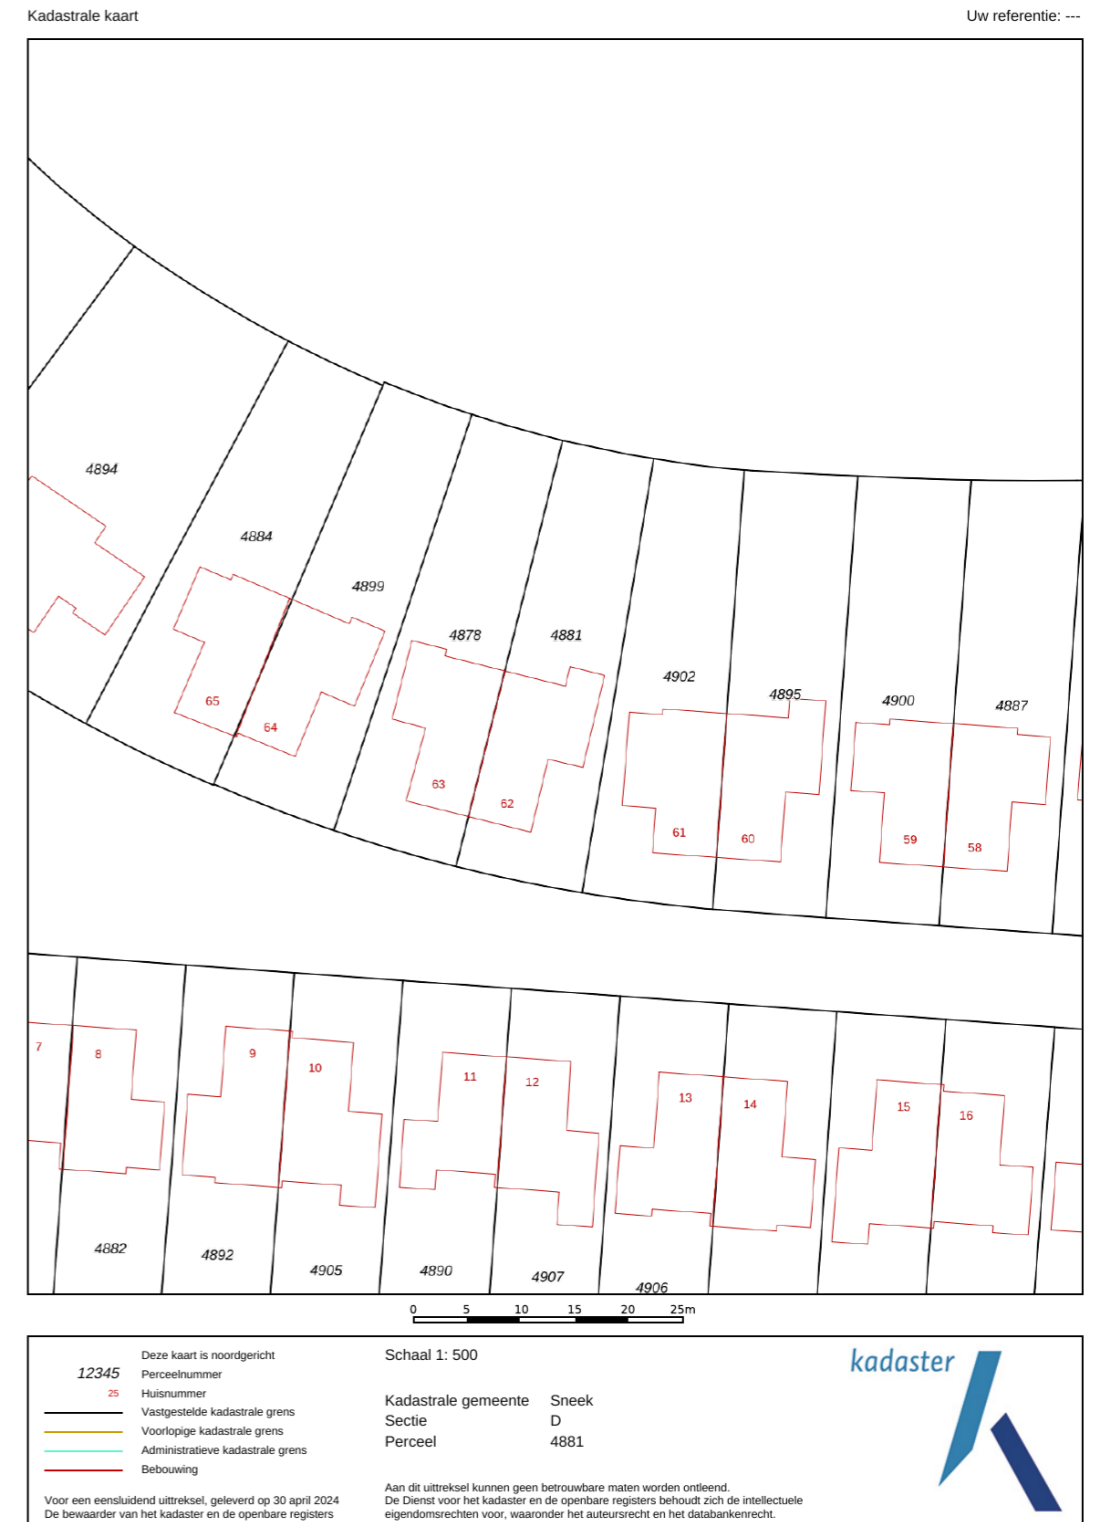 Kadastrale kaart
Uw referentie: ---
4894
4884
4899
4878
4881
4902
4895
4900
4887
65
64
63
62
61
60
59
58
7
8
9
10
11
12
13
14
15
16
4882
4892
4905
4890
4907
4906
0 5 10 15 20 25m
Deze kaart is noordgericht
12345 Perceelnummer
25 Huisnummer
Vastgestelde kadastrale grens
Voorlopige kadastrale grens
Administratieve kadastrale grens
Bebouwing
Voor een eensluidend uittreksel, geleverd op 30 april 2024
De bewaarder van het kadaster en de openbare registers
Schaal 1: 500
Kadastrale gemeente Sneek
Sectie D
Perceel 4881
Aan dit uittreksel kunnen geen betrouwbare maten worden ontleend.
De Dienst voor het kadaster en de openbare registers behoudt zich de intellectuele
eigendomsrechten voor, waaronder het auteursrecht en het databankenrecht.
kadaster